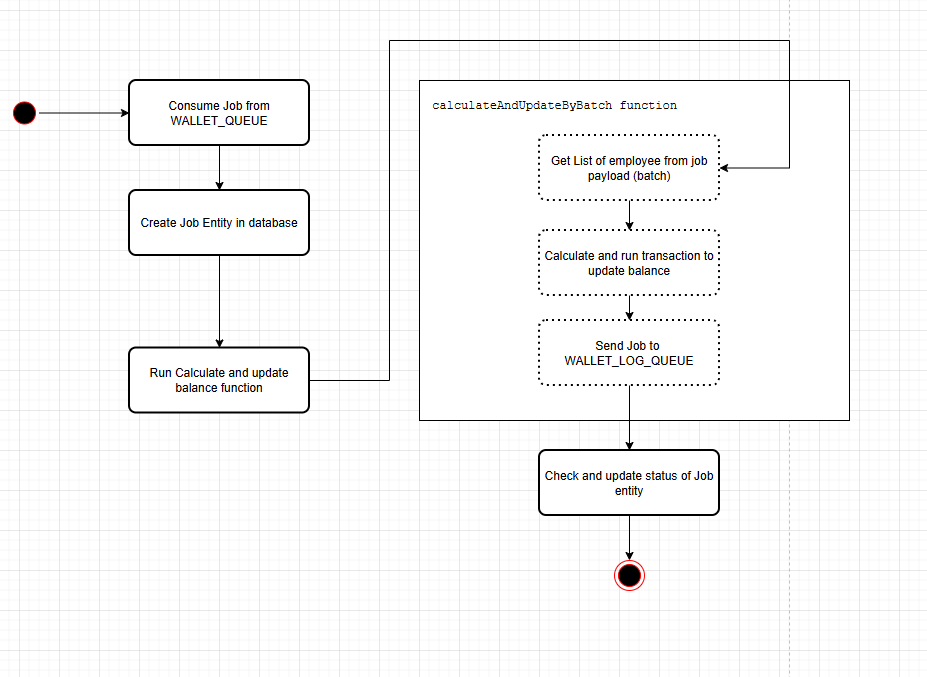 Consume Job from
WALLET_QUEUE
Create Job Entity in database
Run Calculate and update
balance function
calculateAndUpdateByBatch function
Get List of employee from job
payload (batch)
Calculate and run transaction to
update balance
Send Job to
WALLET_LOG_QUEUE
Check and update status of Job
entity